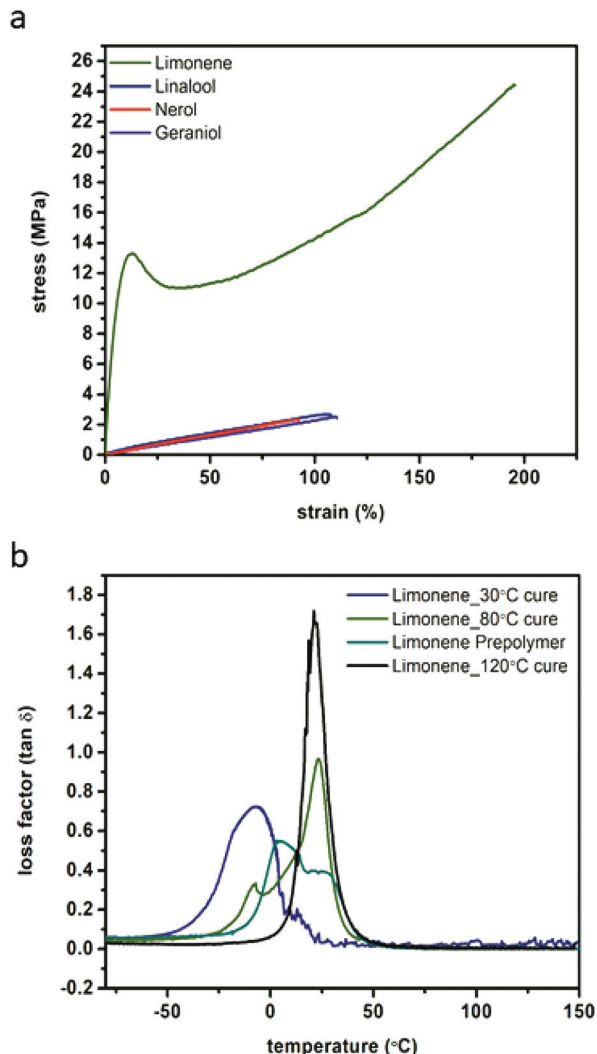 a
Limonene
Linalool
Nerol
Geraniol
26
24
22
20
18
16
14
12
10
8
6
4
2
0
stress (MPa)
0
50
100
150
200
strain (%)
b
Limonene_30°C cure
Limonene_80°C cure
Limonene Prepolymer
Limonene_120°C cure
1.8
1.6
1.4
1.2
1.0
0.8
0.6
0.4
0.2
0.0
-0.2
loss factor (tan δ)
-50
0
50
100
150
temperature (°C)